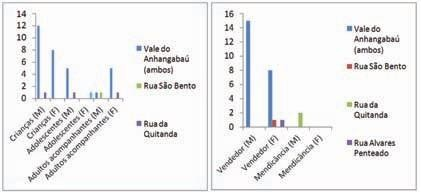 14
12
10
8
6
4
2
0
Crianças (M)
Crianças (F)
Adolescentes (M)
Adolescentes (F)
Adultos acompanhantes (M)
Adultos acompanhantes (F)
Vale do
Anhangabaú
(ambos)
Rua São Bento
Rua da
Quitanda
16
14
12
10
8
6
4
2
0
Vendedor (M)
Vendedor (F)
Mendicância (M)
Mendicância (F)
Vale do
Anhangabaú
(ambos)
Rua São Bento
Rua da
Quitanda
Rua Alvares
Penteado